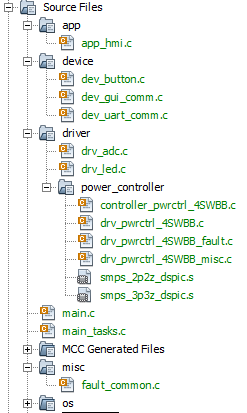 Source Files
app
app_hmi.c
device
dev_button.c
dev_gui_comm.c
dev_uart_comm.c
driver
drv_adc.c
drv_led.c
power_controller
controller_pwrctrl_4SWBB.c
drv_pwrctrl_4SWBB.c
drv_pwrctrl_4SWBB_fault.c
drv_pwrctrl_4SWBB_misc.c
smps_2p2z_dspic.s
smps_3p3z_dspic.s
main.c
main_tasks.c
MCC Generated Files
misc
fault_common.c
os